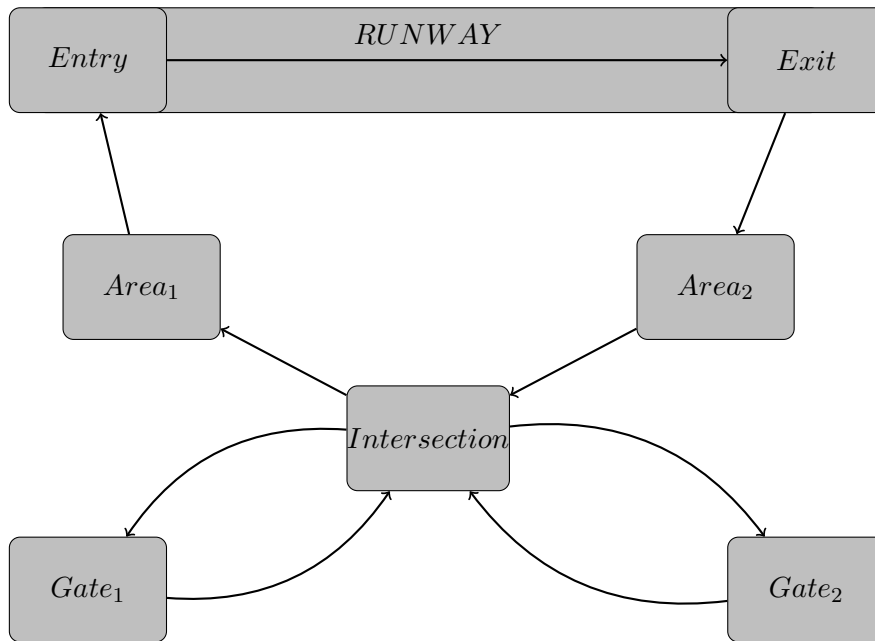 RUNWAY
Entry
Exit
Area₁
Area₂
Intersection
Gate₁
Gate₂